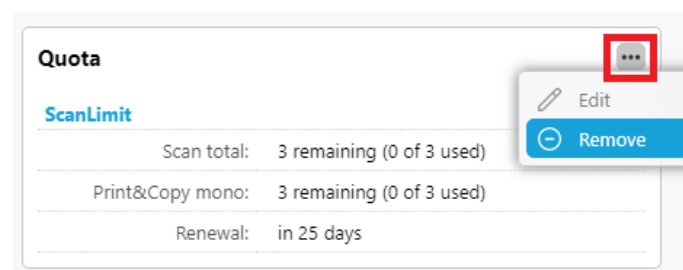 Quota
Edit
ScanLimit
Remove
Scan total: 3 remaining (0 of 3 used)
Print&Copy mono: 3 remaining (0 of 3 used)
Renewal: in 25 days